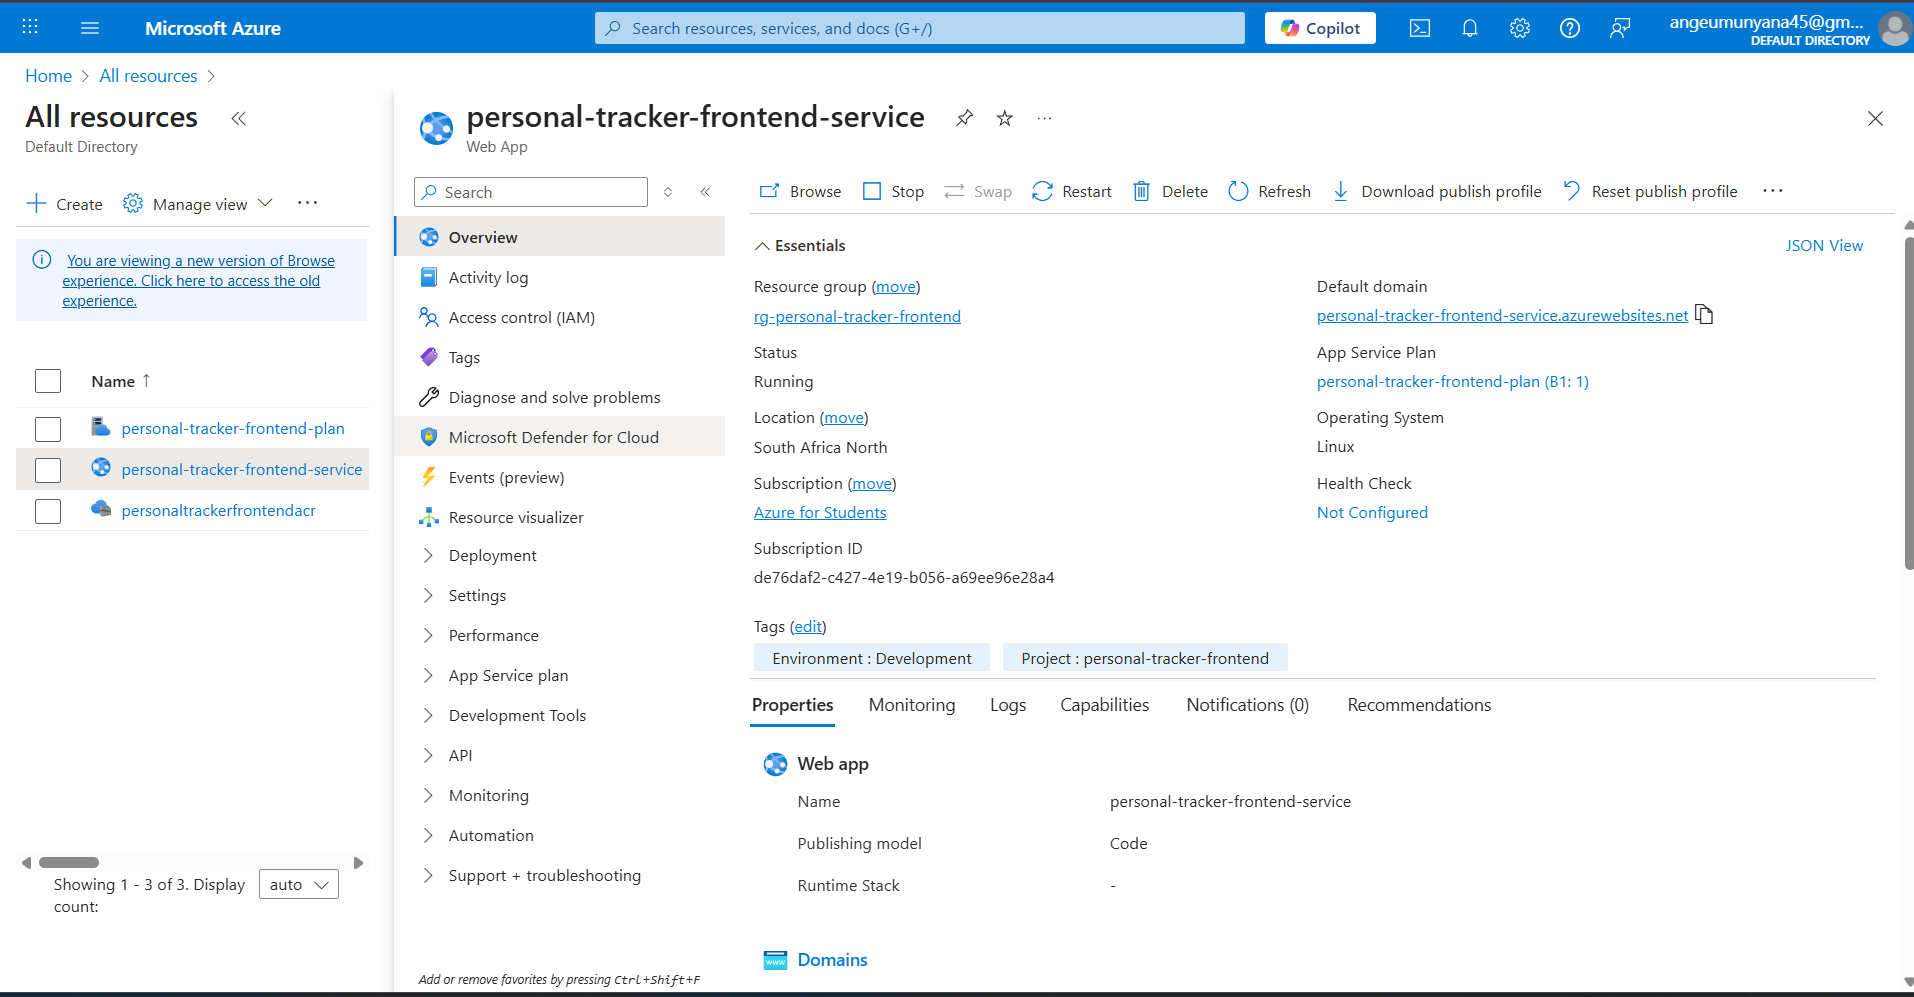 Microsoft Azure
Search resources, services, and docs (G+/)
Copilot
angeumunyana45@gm...
DEFAULT DIRECTORY
Home > All resources >
All resources
Default Directory
Create
Manage view
You are viewing a new version of Browse
experience. Click here to access the old
experience.
Name ↑
personal-tracker-frontend-plan
personal-tracker-frontend-service
personaltrackerfrontendacr
Showing 1 - 3 of 3. Display
count:
auto
personal-tracker-frontend-service
Web App
Search
Overview
Activity log
Access control (IAM)
Tags
Diagnose and solve problems
Microsoft Defender for Cloud
Events (preview)
Resource visualizer
Deployment
Settings
Performance
App Service plan
Development Tools
API
Monitoring
Automation
Support + troubleshooting
Add or remove favorites by pressing Ctrl+Shift+F
Browse
Stop
Swap
Restart
Delete
Refresh
Download publish profile
Reset publish profile
Essentials
JSON View
Resource group (move)
rg-personal-tracker-frontend
Status
Running
Location (move)
South Africa North
Subscription (move)
Azure for Students
Subscription ID
de76daf2-c427-4e19-b056-a69ee96e28a4
Default domain
personal-tracker-frontend-service.azurewebsites.net
App Service Plan
personal-tracker-frontend-plan (B1: 1)
Operating System
Linux
Health Check
Not Configured
Tags (edit)
Environment : Development
Project : personal-tracker-frontend
Properties
Monitoring
Logs
Capabilities
Notifications (0)
Recommendations
Web app
Name
personal-tracker-frontend-service
Publishing model
Code
Runtime Stack
-
www
Domains